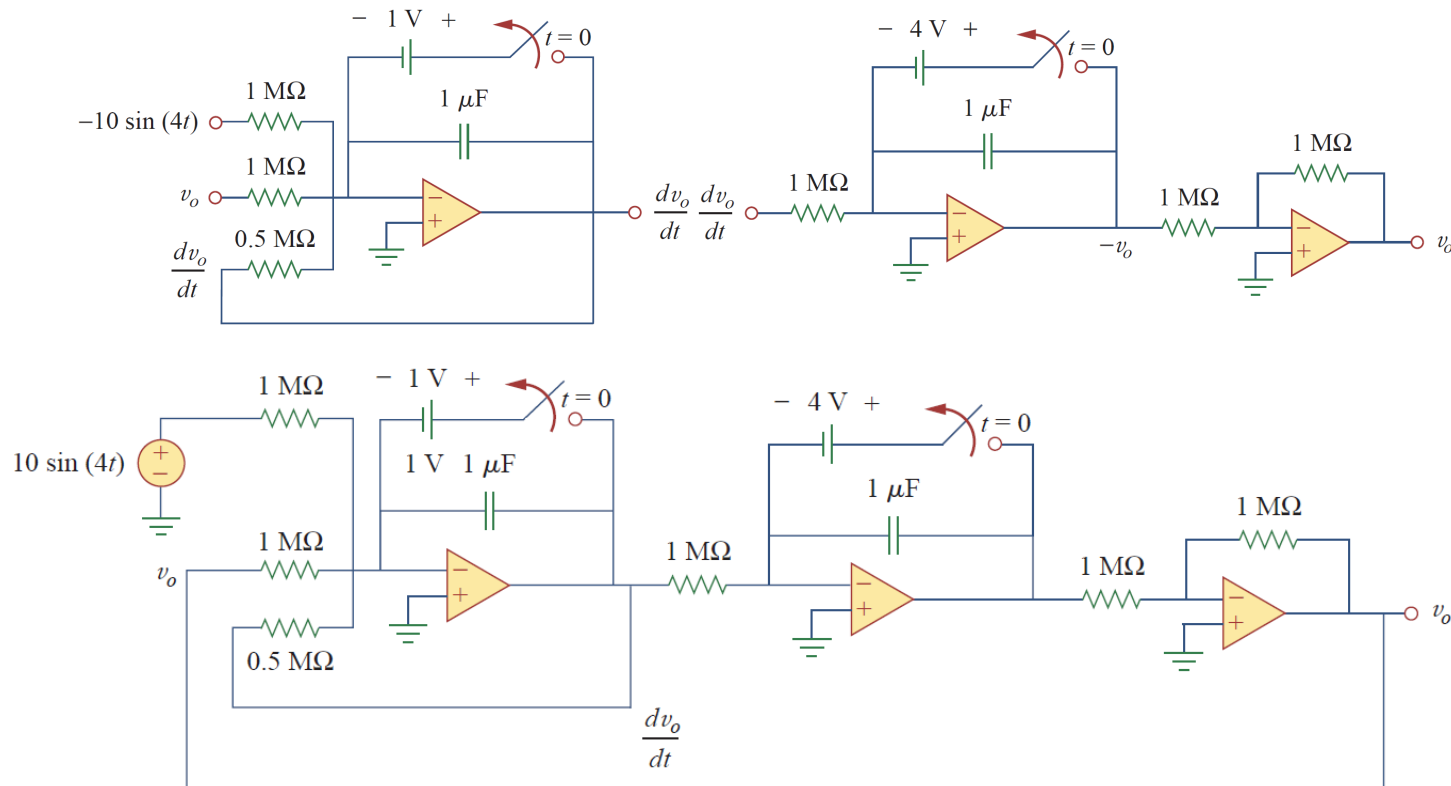 − 1 V +
t = 0
1 MΩ
1 μF
−10 sin (4t)
1 MΩ
v_o
−
+
0.5 MΩ
dv_o
dt
dv_o
dt
− 4 V +
t = 0
1 μF
dv_o
dt
1 MΩ
−
+
−v_o
1 MΩ
1 MΩ
−
+
v_o
1 MΩ
− 1 V +
t = 0
10 sin (4t)
+
−
1 V 1 μF
1 MΩ
v_o
−
+
0.5 MΩ
dv_o
dt
− 4 V +
t = 0
1 μF
1 MΩ
−
+
1 MΩ
1 MΩ
−
+
v_o